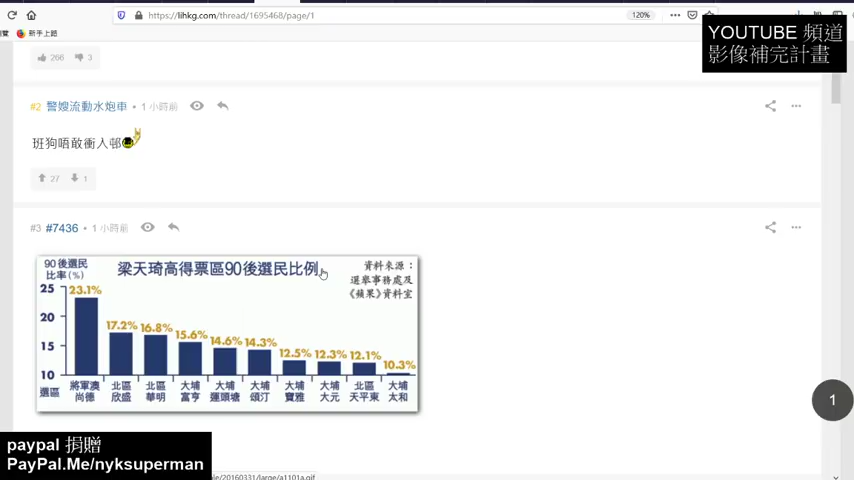 https://lihkg.com/thread/1695468/page/1
120%
新手上路
YOUTUBE 頻道
影像補完計畫
266
3
#2 警嫂流動水炮車 • 1 小時前
班狗唔敢衝入邨
27
1
#3 #7436 • 1 小時前
90後選民
比率(%)
梁天琦高得票區90後選民比例
資料來源：
選舉事務處及
《蘋果》資料室
25
20
15
10
23.1%
17.2%
16.8%
15.6%
14.6%
14.3%
12.5%
12.3%
12.1%
10.3%
選區
將軍澳
尚德
北區
欣盛
北區
華明
大埔
富亨
大埔
運頭塘
大埔
頌汀
大埔
寶雅
大埔
大元
北區
天平東
大埔
太和
1
paypal 捐贈
PayPal.Me/nyksuperman
le/20160331/large/a1101a.gif